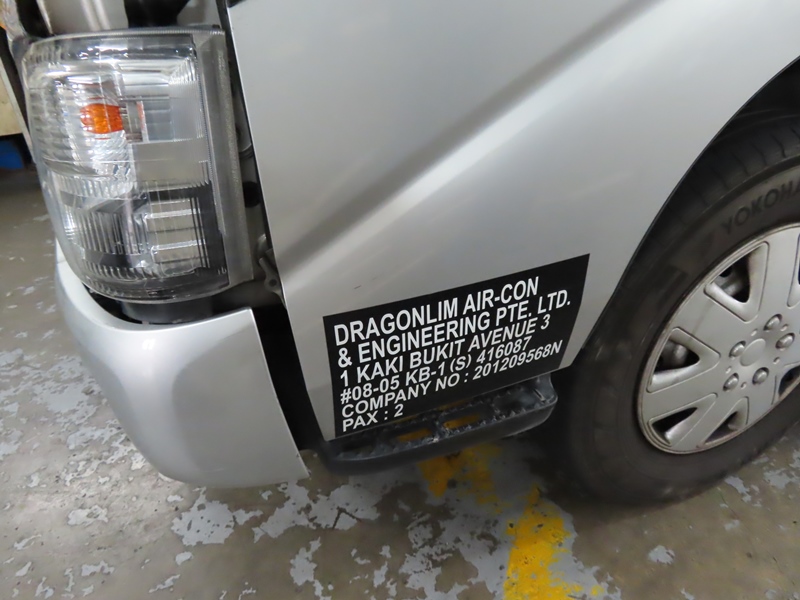 DRAGONLIM AIR-CON
& ENGINEERING PTE. LTD.
1 KAKI BUKIT AVENUE 3
#08-05 KB-1 (S) 416087
COMPANY NO : 201209568N
PAX : 2